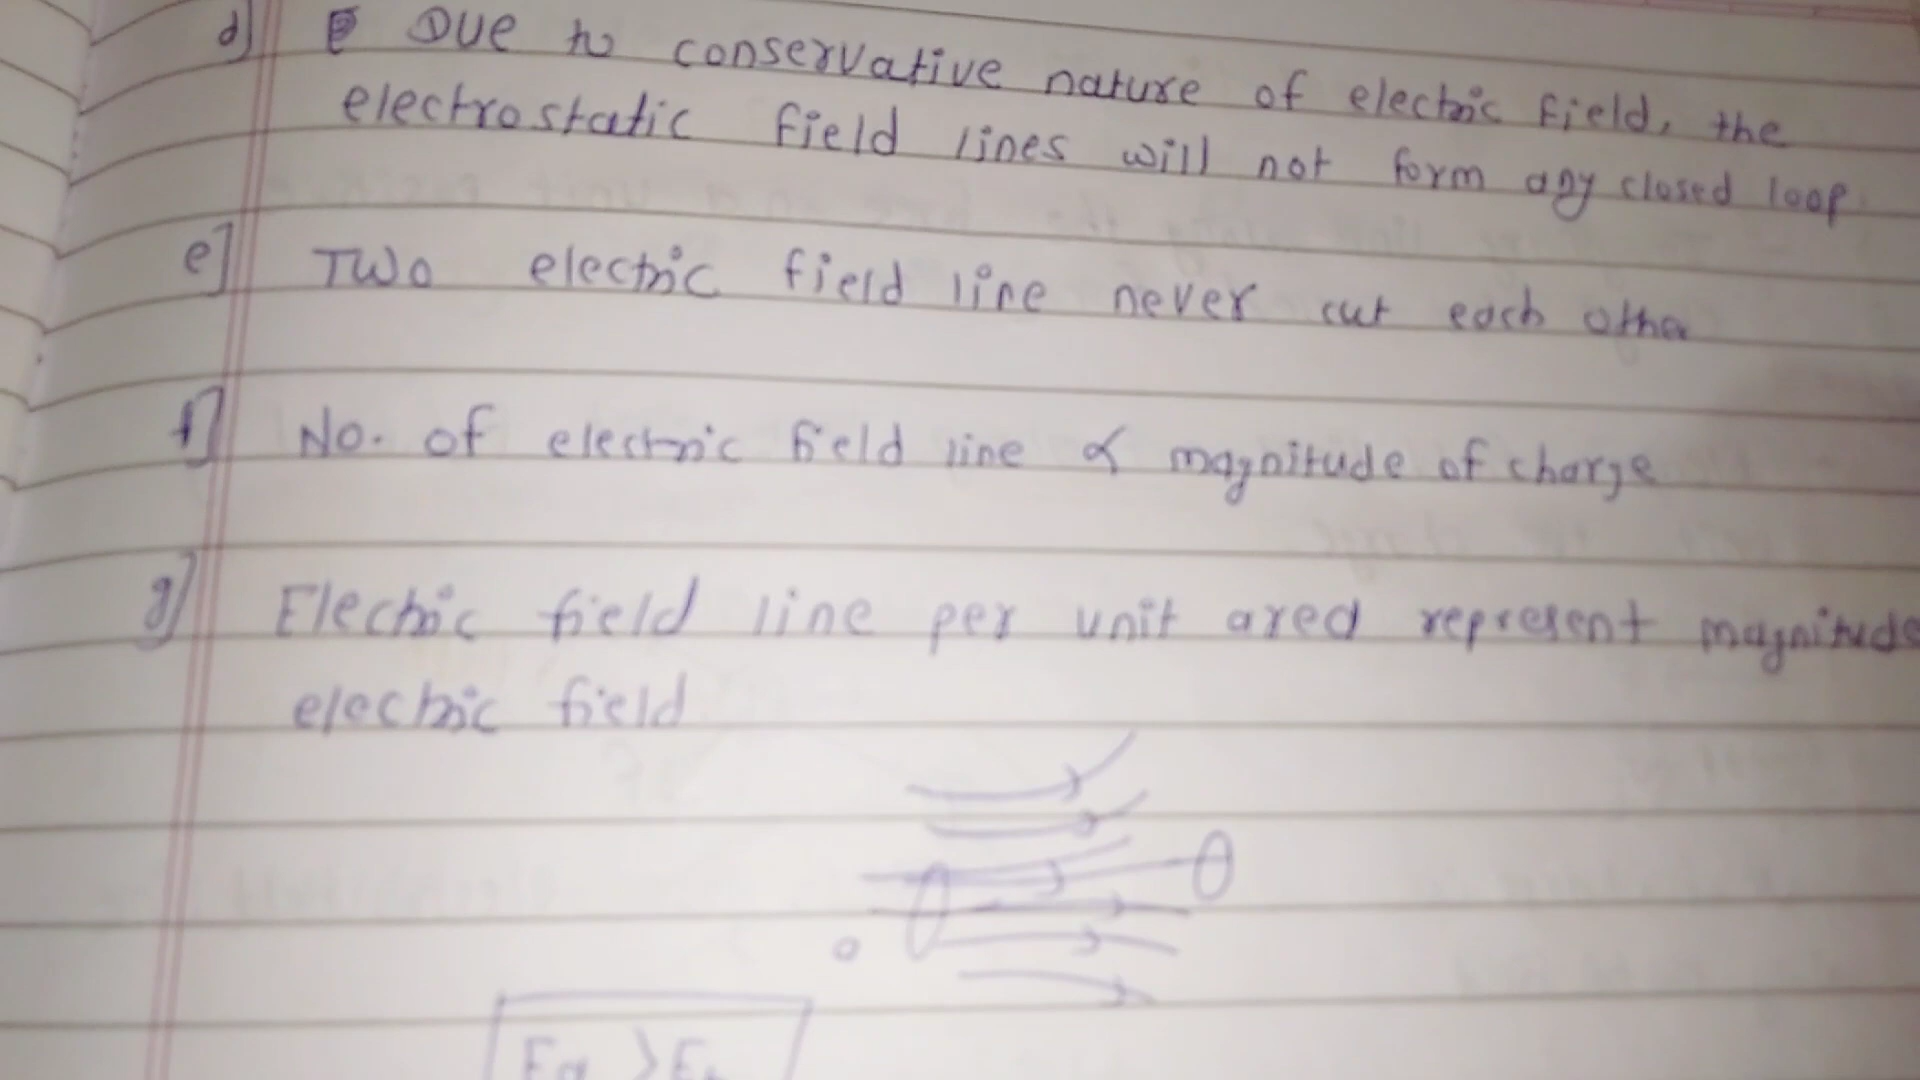 d] Due to conservative nature of electric field, the
electrostatic field lines will not form any closed loop
e] Two electric field line never cut each other
f] No. of electric field line ∝ magnitude of charge
g] Electric field line per unit area represent magnitude
electric field
a
Ea > Eb